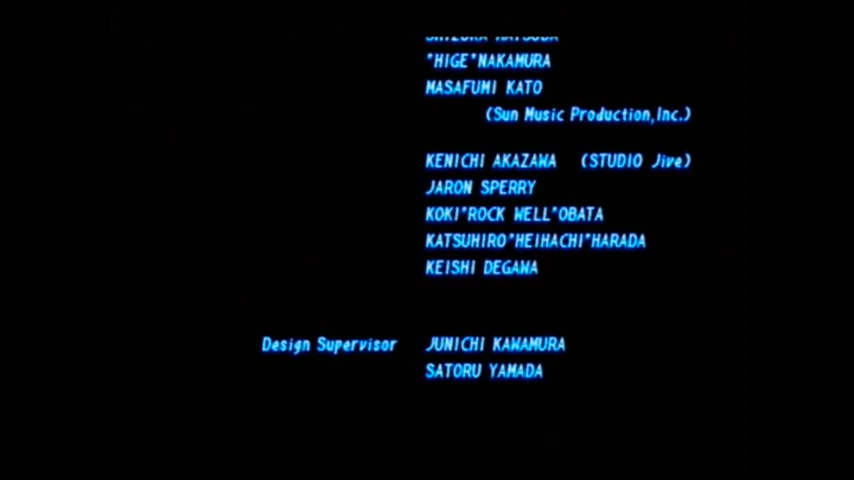 "HIGE"NAKAMURA
MASAFUMI KATO
(Sun Music Production,Inc.)
KENICHI AKAZAWA (STUDIO Jive)
JARON SPERRY
KOKI"ROCK WELL"OBATA
KATSUHIRO"HEIHACHI"HARADA
KEISHI DEGAWA
Design Supervisor JUNICHI KAWAMURA
SATORU YAMADA